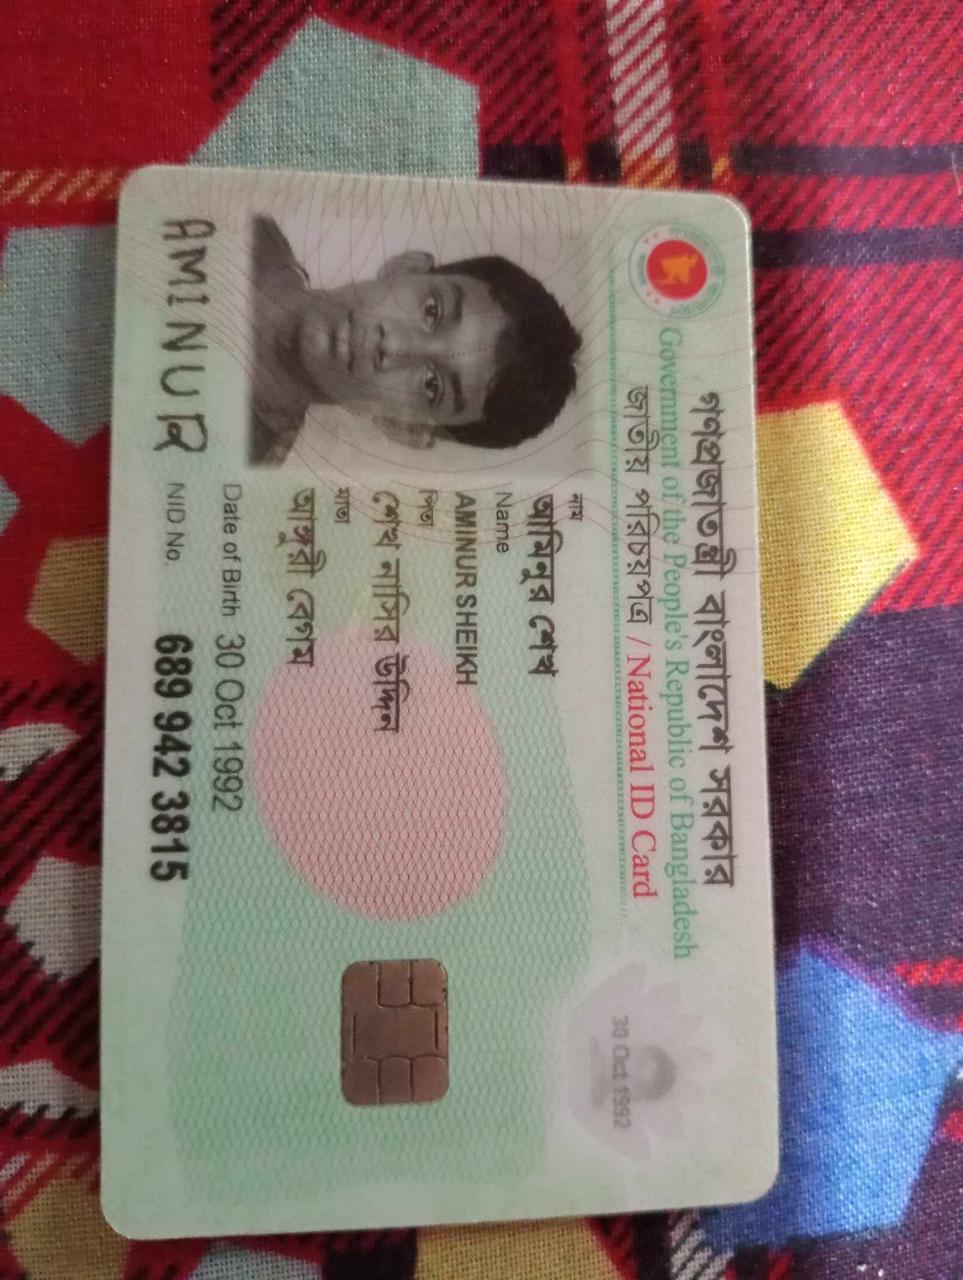 গণপ্রজাতন্ত্রী বাংলাদেশ সরকার
Government of the People's Republic of Bangladesh
জাতীয় পরিচয়পত্র / National ID Card
নাম
আমিনুর শেখ
Name
AMINUR SHEIKH
পিতা
শেখ নাসির উদ্দিন
মাতা
আঙ্গুরী বেগম
Date of Birth 30 Oct 1992
NID No. 689 942 3815
AMINUR
30 Oct 1992